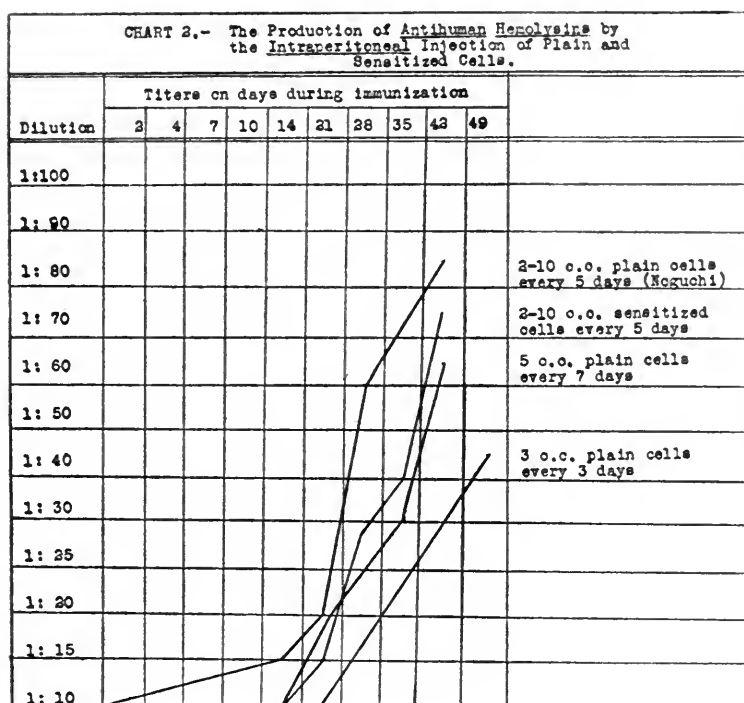 CHART 2.- The Production of Antihuman Hemolysins by
the Intraperitoneal Injection of Plain and
Sensitized Cells.
Titers on days during immunization
Dilution 2 4 7 10 14 21 28 35 42 49
1:100
1: 90
1: 80
2-10 c.c. plain cells
every 5 days (Noguchi)
1: 70
2-10 c.c. sensitized
cells every 5 days
1: 60
5 c.c. plain cells
every 7 days
1: 50
1: 40
3 c.c. plain cells
every 3 days
1: 30
1: 25
1: 20
1: 15
1: 10